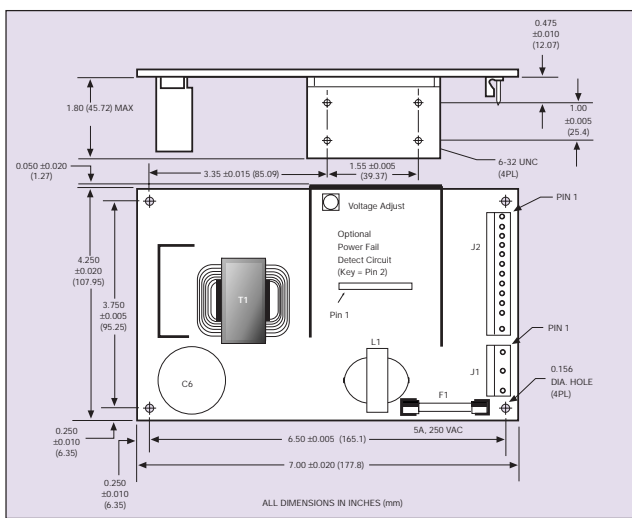 0.475
±0.010
(12.07)
1.80 (45.72) MAX
1.00
±0.005
(25.4)
0.050 ±0.020
(1.27)
3.35 ±0.015 (85.09)
1.55 ±0.005
(39.37)
6-32 UNC
(4PL)
PIN 1
Voltage Adjust
Optional
Power Fail
Detect Circuit
(Key = Pin 2)
Pin 1
J2
4.250
±0.020
(107.95)
3.750
±0.005
(95.25)
T1
PIN 1
L1
J1
C6
F1
0.156
DIA. HOLE
(4PL)
5A, 250 VAC
0.250
±0.010
(6.35)
6.50 ±0.005 (165.1)
0.250
±0.010
(6.35)
7.00 ±0.020 (177.8)
ALL DIMENSIONS IN INCHES (mm)